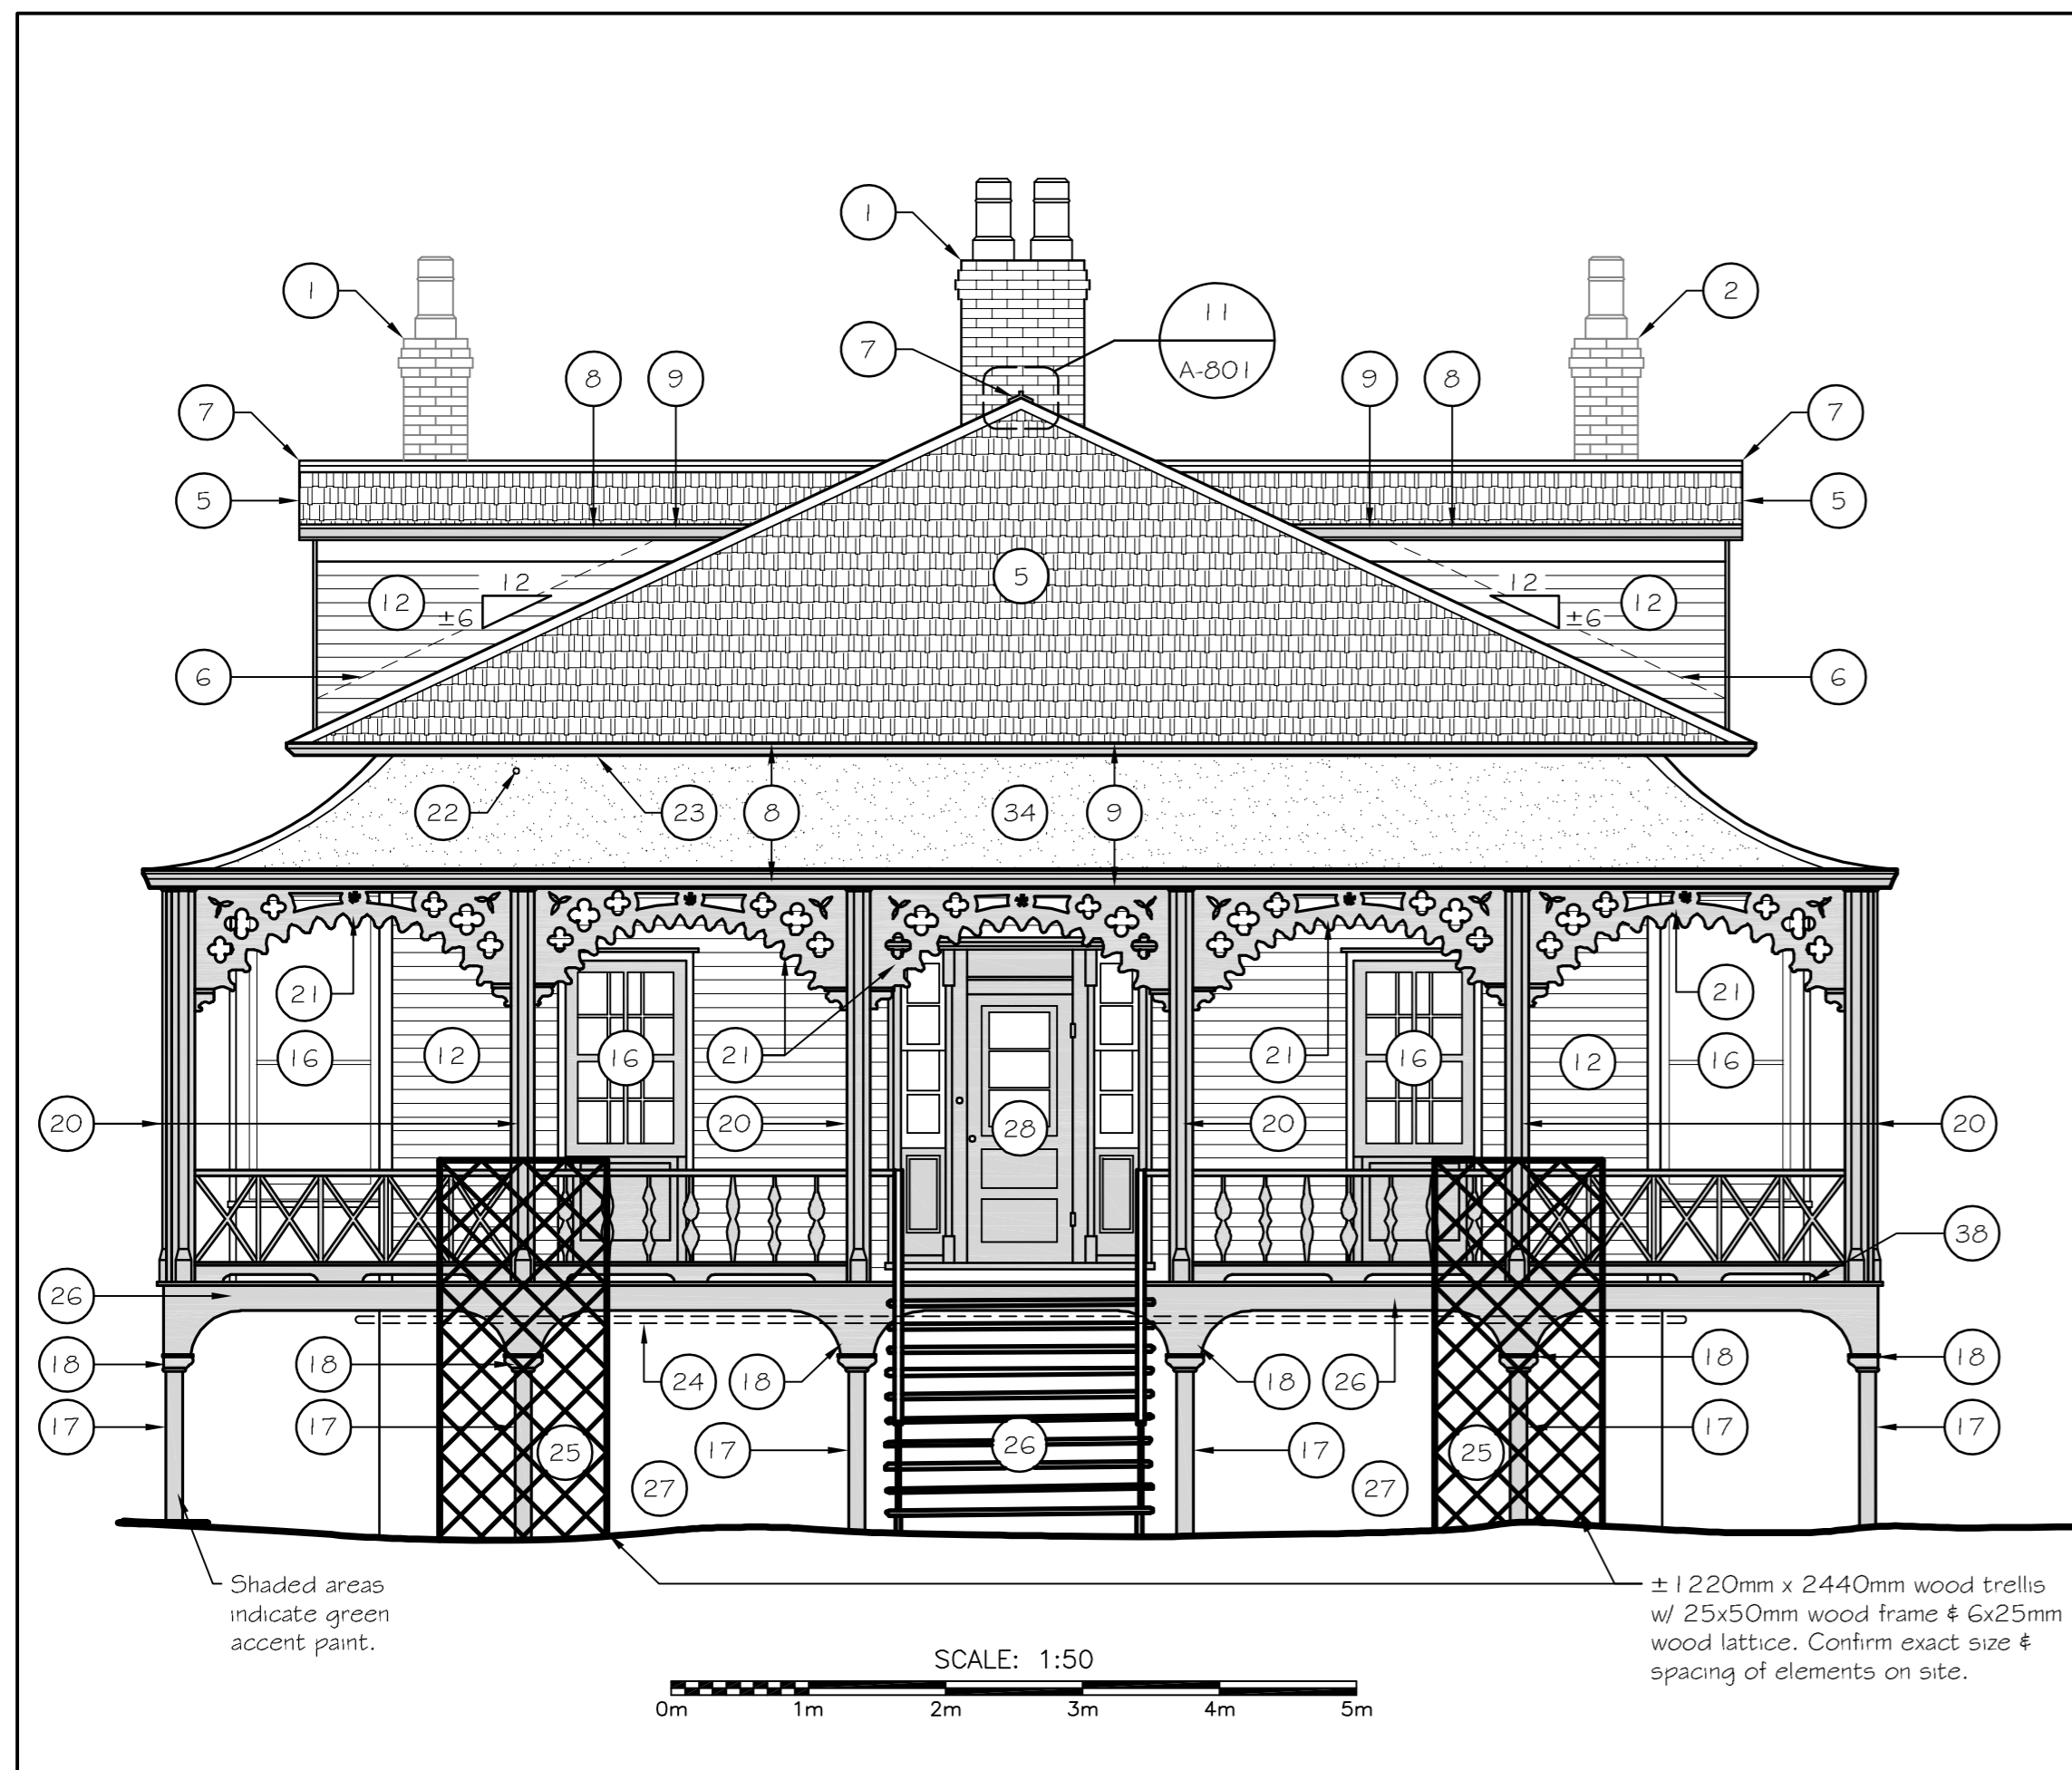 1
1
2
11
A-801
7
8 9 9 8
7 7
5 5
5
12 12
12 ±6 ±6 12
6 6
22 23 8 34 9
21 21
16 12 16 21 21 16 12 16
20 20 28 20 20
38
26
18 18 18 18
24 18 18 26
17 17 17 17
17 25 26 17 25
27 27
Shaded areas
indicate green
accent paint.
±1220mm x 2440mm wood trellis
w/ 25x50mm wood frame & 6x25mm
wood lattice. Confirm exact size &
spacing of elements on site.
SCALE: 1:50
0m 1m 2m 3m 4m 5m